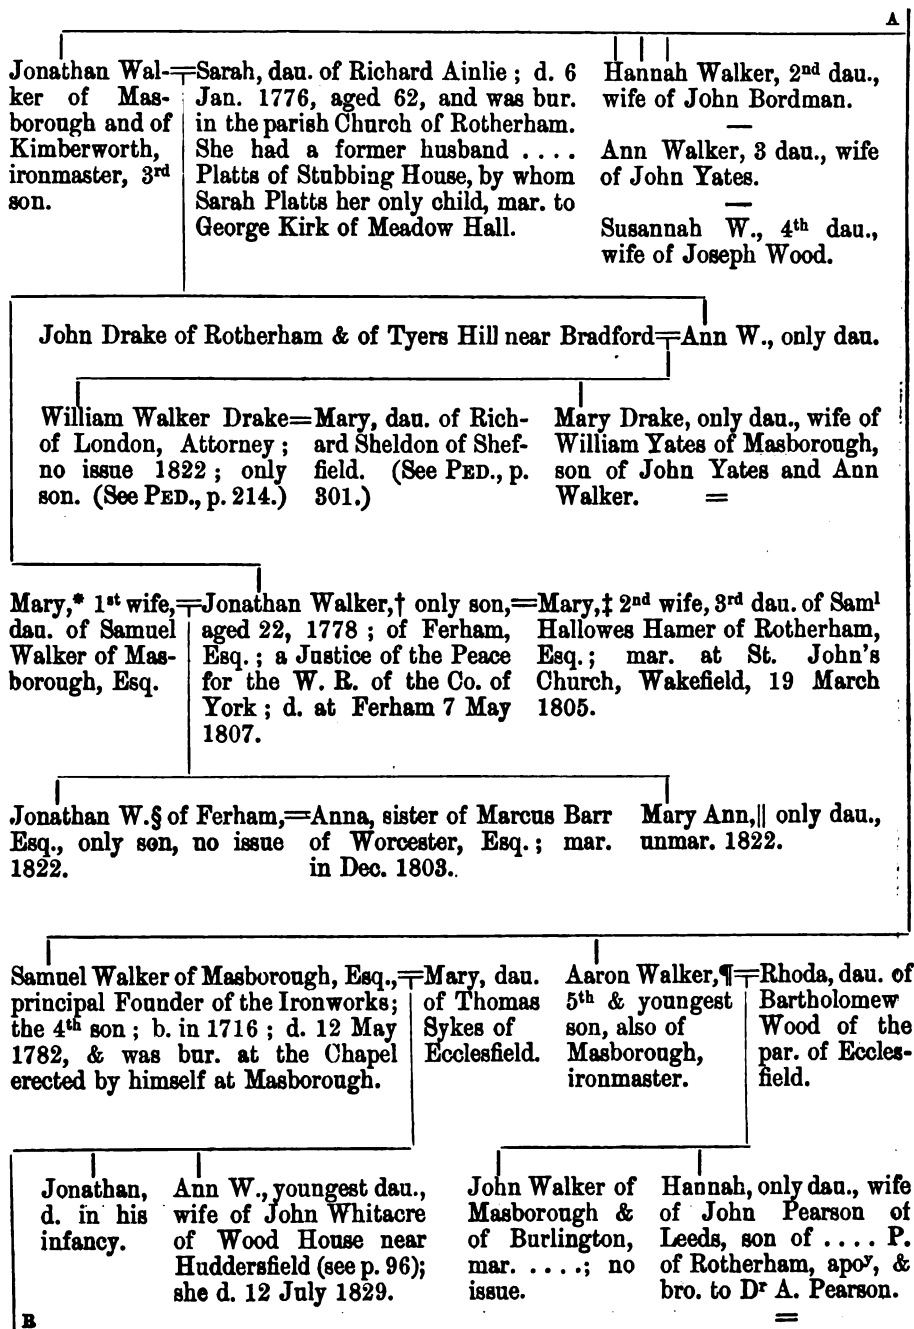 A
Jonathan Wal-
ker of Mas-
borough and of
Kimberworth,
ironmaster, 3rd
son.
Sarah, dau. of Richard Ainlie ; d. 6
Jan. 1776, aged 62, and was bur.
in the parish Church of Rotherham.
She had a former husband ....
Platts of Stubbing House, by whom
Sarah Platts her only child, mar. to
George Kirk of Meadow Hall.
Hannah Walker, 2nd dau.,
wife of John Bordman.
—
Ann Walker, 3 dau., wife
of John Yates.
—
Susannah W., 4th dau.,
wife of Joseph Wood.
John Drake of Rotherham & of Tyers Hill near Bradford=Ann W., only dau.
William Walker Drake=
of London, Attorney ;
no issue 1822 ; only
son. (See PED., p. 214.)
Mary, dau. of Rich-
ard Sheldon of Shef-
field. (See PED., p.
301.)
Mary Drake, only dau., wife of
William Yates of Masborough,
son of John Yates and Ann
Walker. =
Mary,* 1st wife,=
dau. of Samuel
Walker of Mas-
borough, Esq.
Jonathan Walker,† only son,=
aged 22, 1778 ; of Ferham,
Esq. ; a Justice of the Peace
for the W. R. of the Co. of
York ; d. at Ferham 7 May
1807.
Mary,‡ 2nd wife, 3rd dau. of Saml
Hallowes Hamer of Rotherham,
Esq. ; mar. at St. John's
Church, Wakefield, 19 March
1805.
Jonathan W.§ of Ferham,=
Esq., only son, no issue
1822.
Anna, sister of Marcus Barr
of Worcester, Esq. ; mar.
in Dec. 1803.
Mary Ann,|| only dau.,
unmar. 1822.
Samuel Walker of Masborough, Esq.,=
principal Founder of the Ironworks;
the 4th son ; b. in 1716 ; d. 12 May
1782, & was bur. at the Chapel
erected by himself at Masborough.
Mary, dau.
of Thomas
Sykes of
Ecclesfield.
Aaron Walker,¶=
5th & youngest
son, also of
Masborough,
ironmaster.
Rhoda, dau. of
Bartholomew
Wood of the
par. of Eccles-
field.
Jonathan,
d. in his
infancy.
Ann W., youngest dau.,
wife of John Whitacre
of Wood House near
Huddersfield (see p. 96);
she d. 12 July 1829.
John Walker of
Masborough &
of Burlington,
mar. ....; no
issue.
Hannah, only dau., wife
of John Pearson of
Leeds, son of .... P.
of Rotherham, apoy, &
bro. to Dr A. Pearson.
=
B